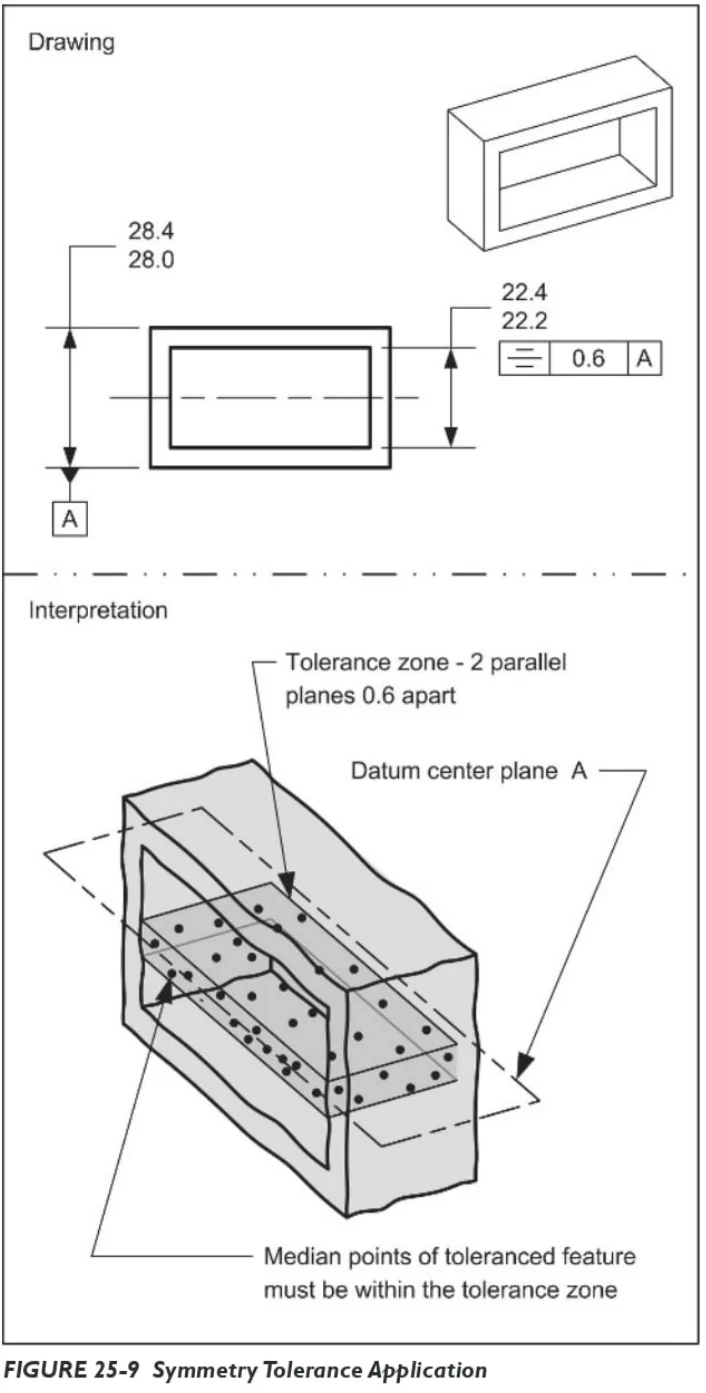 Drawing
28.4
28.0
22.4
22.2
⌯ 0.6 A
A
Interpretation
Tolerance zone - 2 parallel
planes 0.6 apart
Datum center plane A
Median points of toleranced feature
must be within the tolerance zone
FIGURE 25-9 Symmetry Tolerance Application